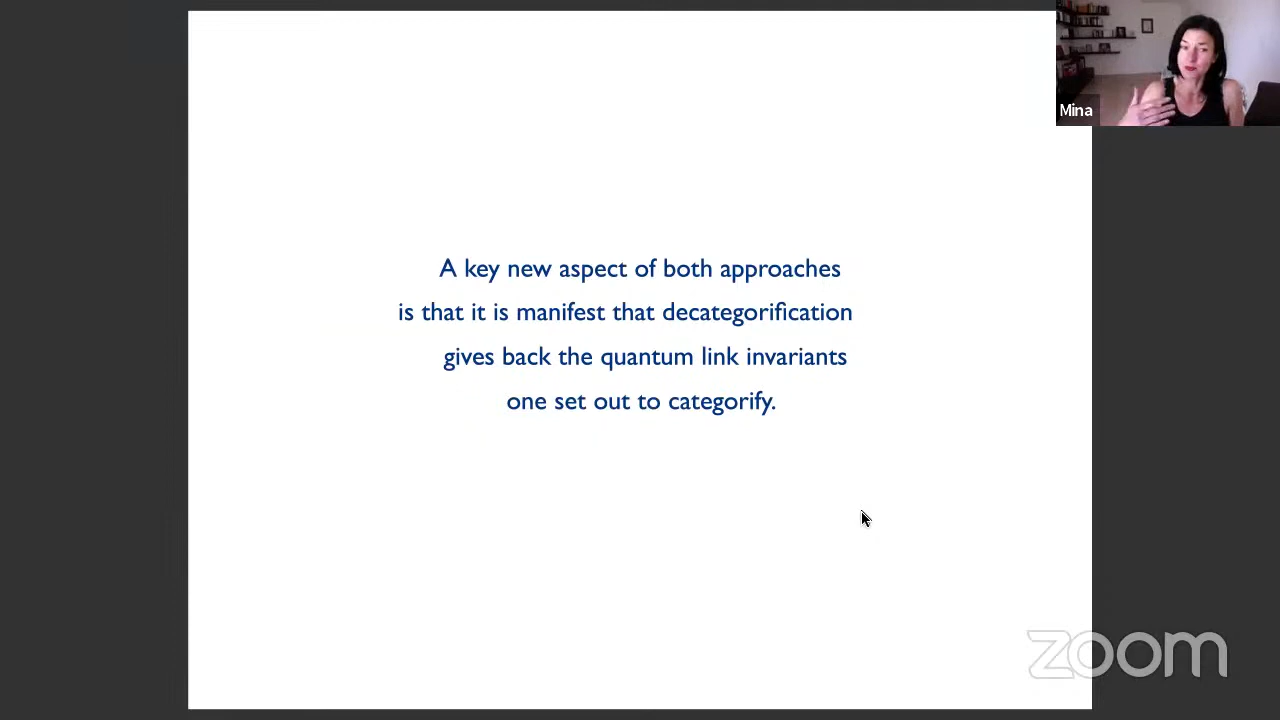 Mina
A key new aspect of both approaches
is that it is manifest that decategorification
gives back the quantum link invariants
one set out to categorify.
zoom